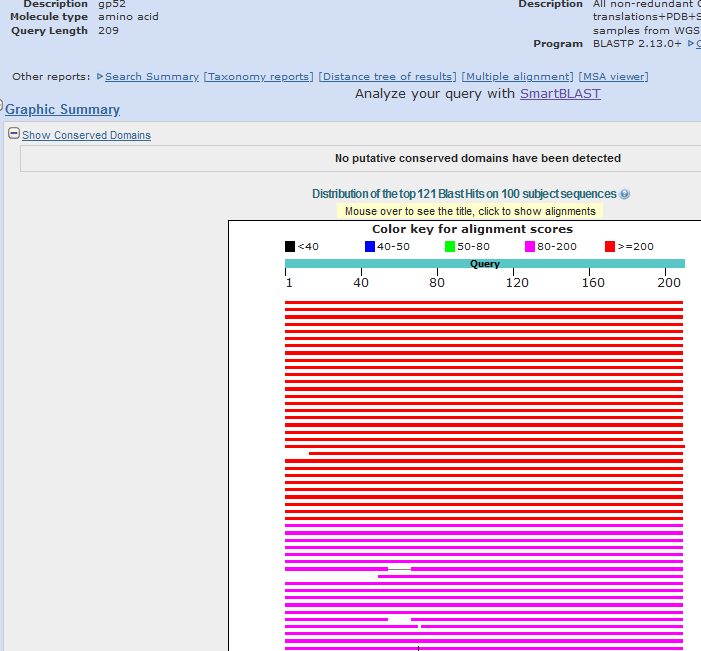 Description gp52
Molecule type amino acid
Query Length 209
Description All non-redundant
translations+PDB+S
samples from WGS
Program BLASTP 2.13.0+
Other reports: Search Summary [Taxonomy reports] [Distance tree of results] [Multiple alignment] [MSA viewer]
Analyze your query with SmartBLAST
Graphic Summary
Show Conserved Domains
No putative conserved domains have been detected
Distribution of the top 121 Blast Hits on 100 subject sequences
Mouse over to see the title, click to show alignments
Color key for alignment scores
<40 40-50 50-80 80-200 >=200
Query
1 40 80 120 160 200